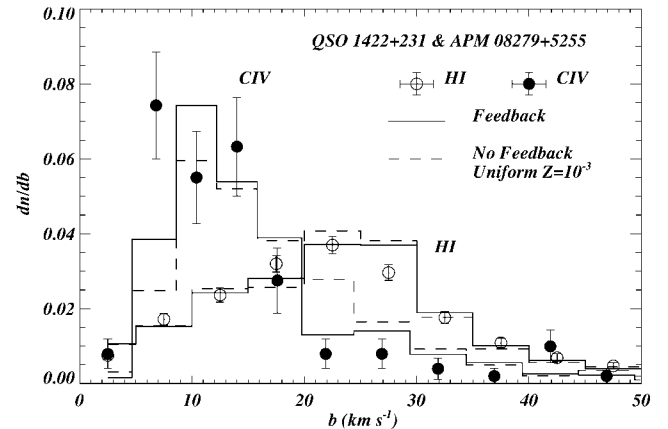 0.10
QSO 1422+231 & APM 08279+5255
CIV
HI
CIV
0.08
Feedback
No Feedback
Uniform Z=10⁻³
0.06
dn/db
0.04
HI
0.02
0.00
0 10 20 30 40 50
b (km s⁻¹)